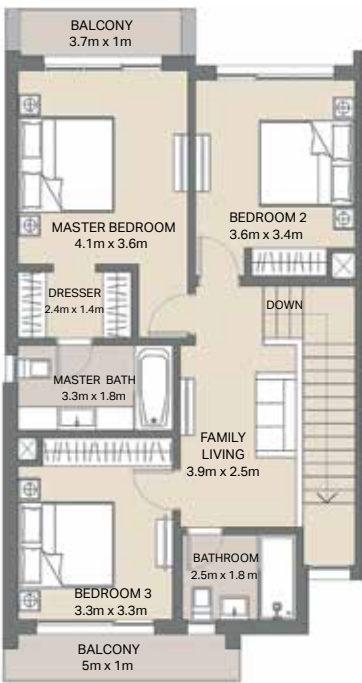 BALCONY
3.7m x 1m
MASTER BEDROOM
4.1m x 3.6m
BEDROOM 2
3.6m x 3.4m
DRESSER
2.4m x 1.4m
DOWN
MASTER BATH
3.3m x 1.8m
FAMILY
LIVING
3.9m x 2.5m
BATHROOM
2.5m x 1.8 m
BEDROOM 3
3.3m x 3.3m
BALCONY
5m x 1m